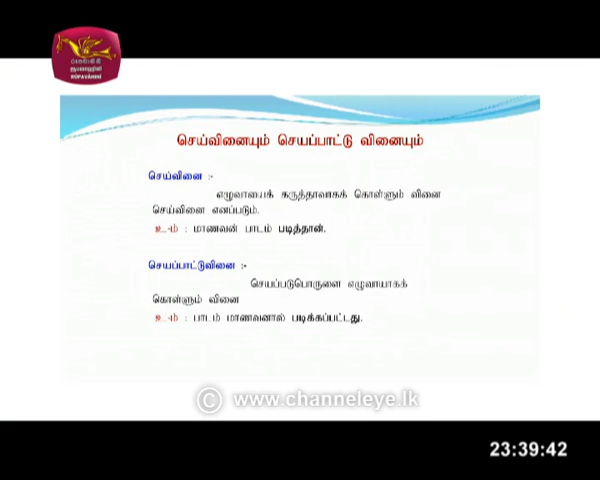 செய்வினையும் செயப்பாட்டு வினையும்
செய்வினை :-
எழுவாயைக் கருத்தாவாகக் கொள்ளும் வினை
செய்வினை எனப்படும்.
உ-ம் : மாணவன் பாடம் படித்தான்.
செயப்பாட்டுவினை :-
செயப்படுபொருளை எழுவாயாகக்
கொள்ளும் வினை
உ-ம் : பாடம் மாணவனால் படிக்கப்பட்டது.
© www.channeleye.lk
23:39:42